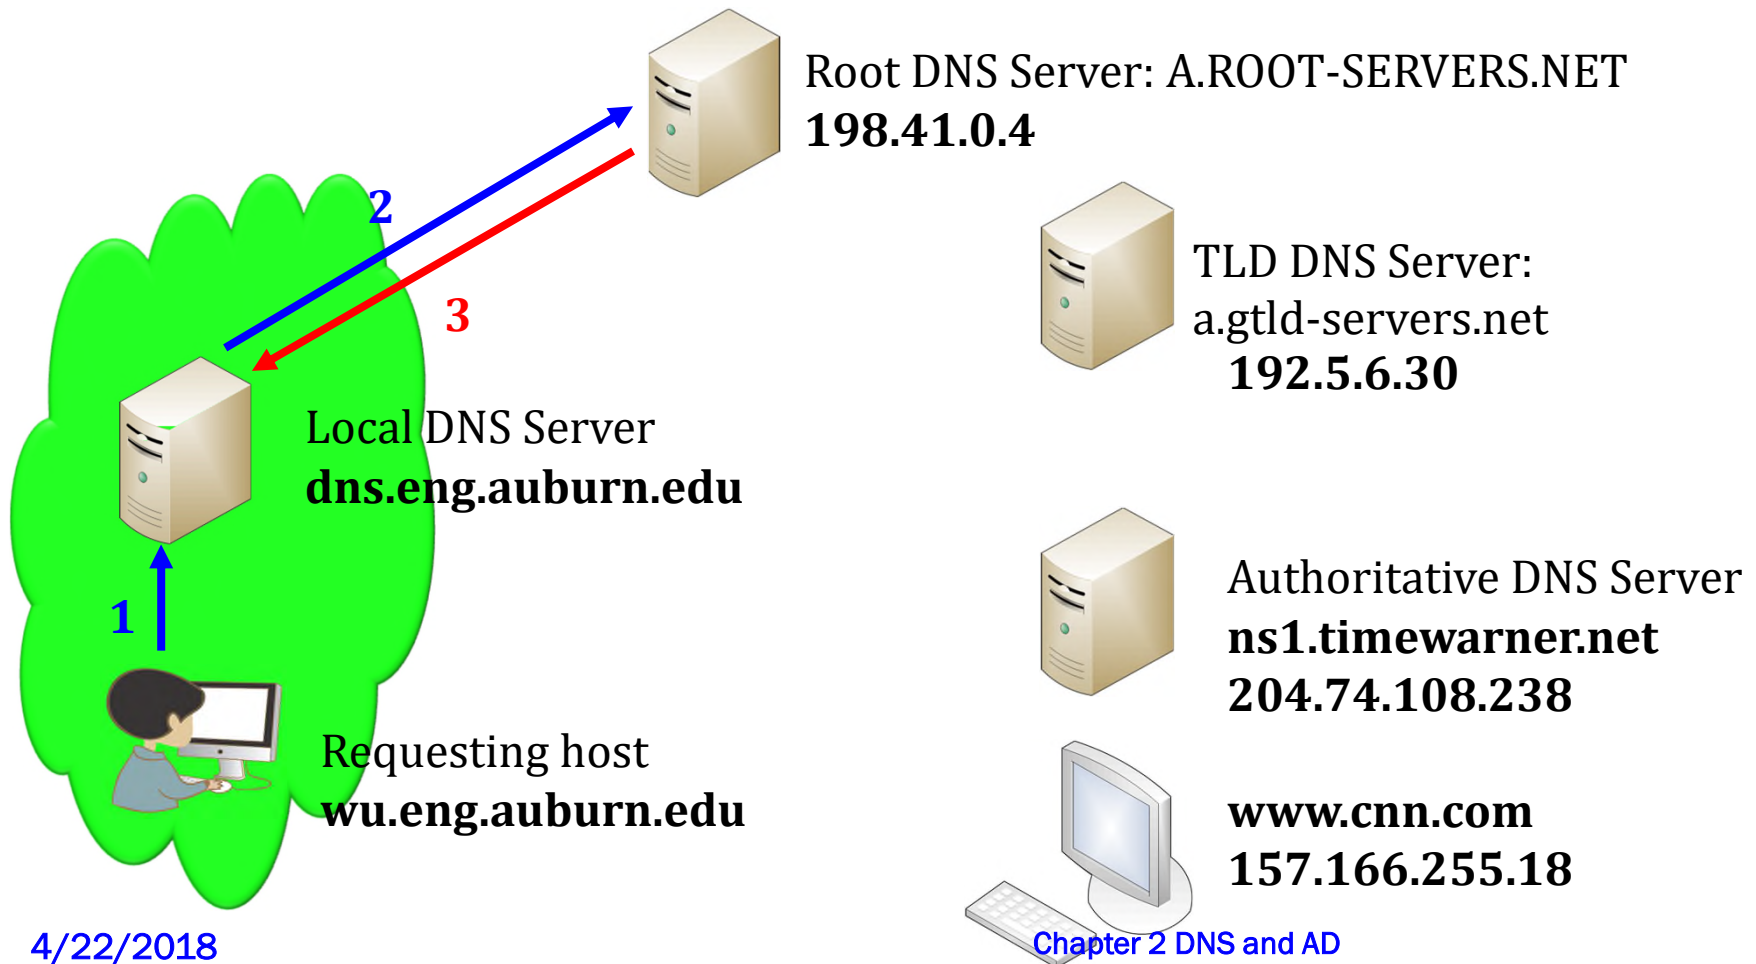 Root DNS Server: A.ROOT-SERVERS.NET
198.41.0.4
2
3
TLD DNS Server:
a.gtld-servers.net
192.5.6.30
Local DNS Server
dns.eng.auburn.edu
1
Authoritative DNS Server
ns1.timewarner.net
204.74.108.238
Requesting host
wu.eng.auburn.edu
www.cnn.com
157.166.255.18
4/22/2018
Chapter 2 DNS and AD